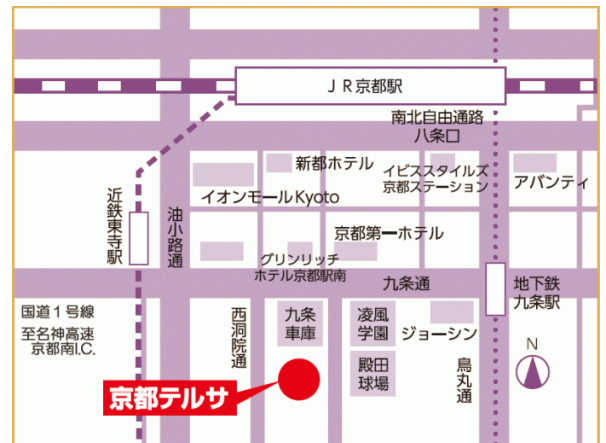 JR京都駅
南北自由通路
八条口
新都ホテル
イビススタイルズ
京都ステーション
アバンティ
イオンモールKyoto
近鉄東寺駅
油小路通
京都第一ホテル
グリンリッチ
ホテル京都駅南
九条通
地下鉄
九条駅
国道1号線
至名神高速
京都南I.C.
西洞院通
九条
車庫
凌風
学園
ジョーシン
殿田
球場
烏丸通
N
京都テルサ